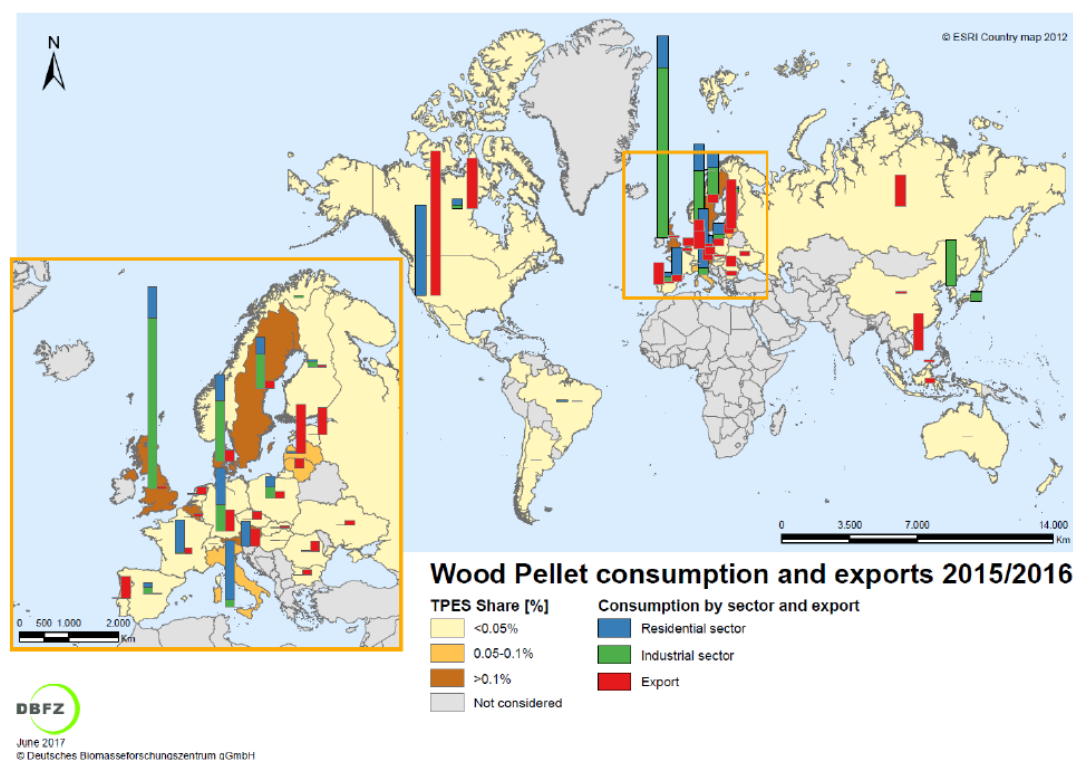 N
© ESRI Country map 2012
0 3.500 7.000 14.000
Km
0 500 1.000 2.000
Km
Wood Pellet consumption and exports 2015/2016
TPES Share [%]
<0.05%
0.05-0.1%
>0.1%
Not considered
Consumption by sector and export
Residential sector
Industrial sector
Export
DBFZ
June 2017
© Deutsches Biomasseforschungszentrum gGmbH